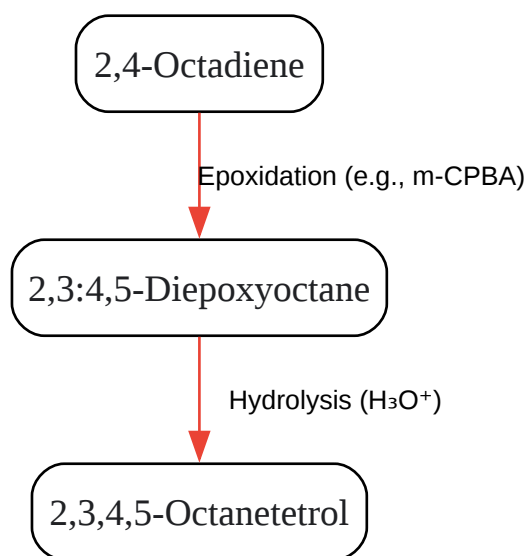 2,4-Octadiene
Epoxidation (e.g., m-CPBA)
2,3:4,5-Diepoxyoctane
Hydrolysis (H₃O⁺)
2,3,4,5-Octanetetrol